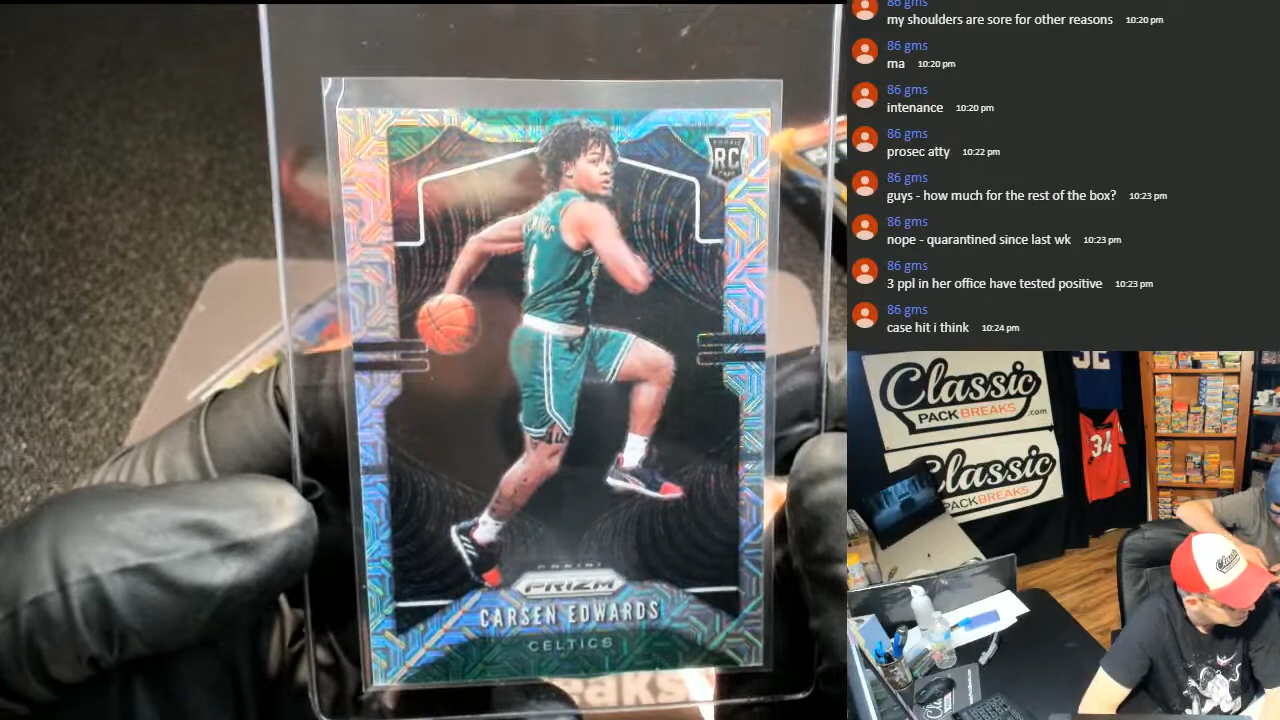 86 gms
my shoulders are sore for other reasons 10:20 pm
86 gms
ma 10:20 pm
86 gms
intenance 10:20 pm
86 gms
prosec atty 10:22 pm
86 gms
guys - how much for the rest of the box? 10:23 pm
86 gms
nope - quarantined since last wk 10:23 pm
86 gms
3 ppl in her office have tested positive 10:23 pm
86 gms
case hit i think 10:24 pm
ROOKIE
RC
CARD
PANINI
PRIZM
CARSEN EDWARDS
CELTICS
eaks
Classic
PACKBREAKS.com
Classic
PACKBREAKS
34
Classic